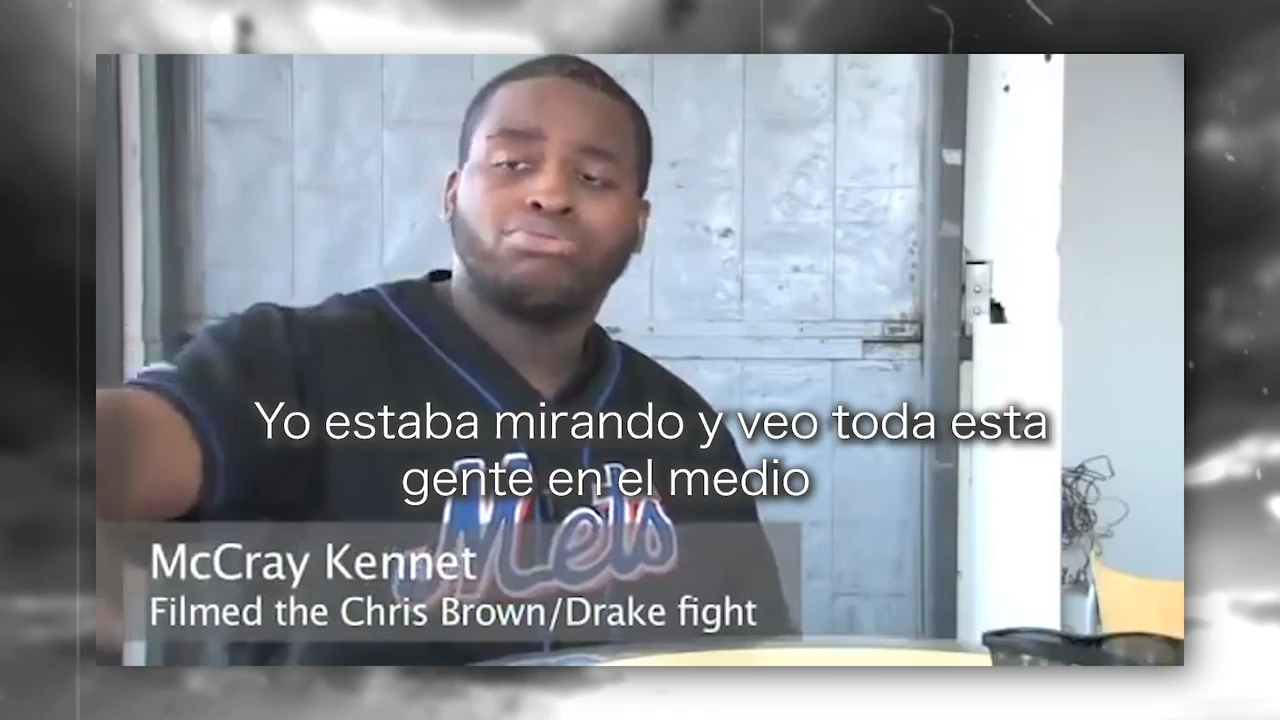 Yo estaba mirando y veo toda esta
gente en el medio
Mets
McCray Kennet
Filmed the Chris Brown/Drake fight